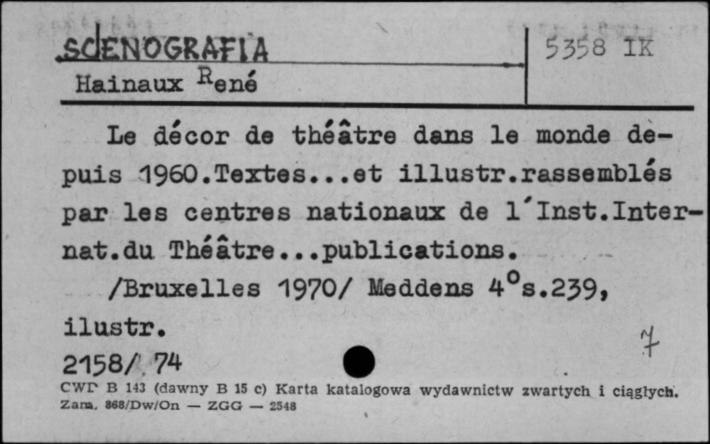 SCENOGRAFIA
5358 IK
Hainaux René
Le décor de théâtre dans le monde de-
puis 1960.Textes...et illustr.rassemblés
par les centres nationaux de l´Inst.Inter-
nat.du Théâtre...publications.
/Bruxelles 1970/ Meddens 4°s.239,
ilustr.
7
2158/ 74
CWD B 143 (dawny B 15 c) Karta katalogowa wydawnictw zwartych i ciągłych.
Zam. 868/Dw/On — ZGG — 2548